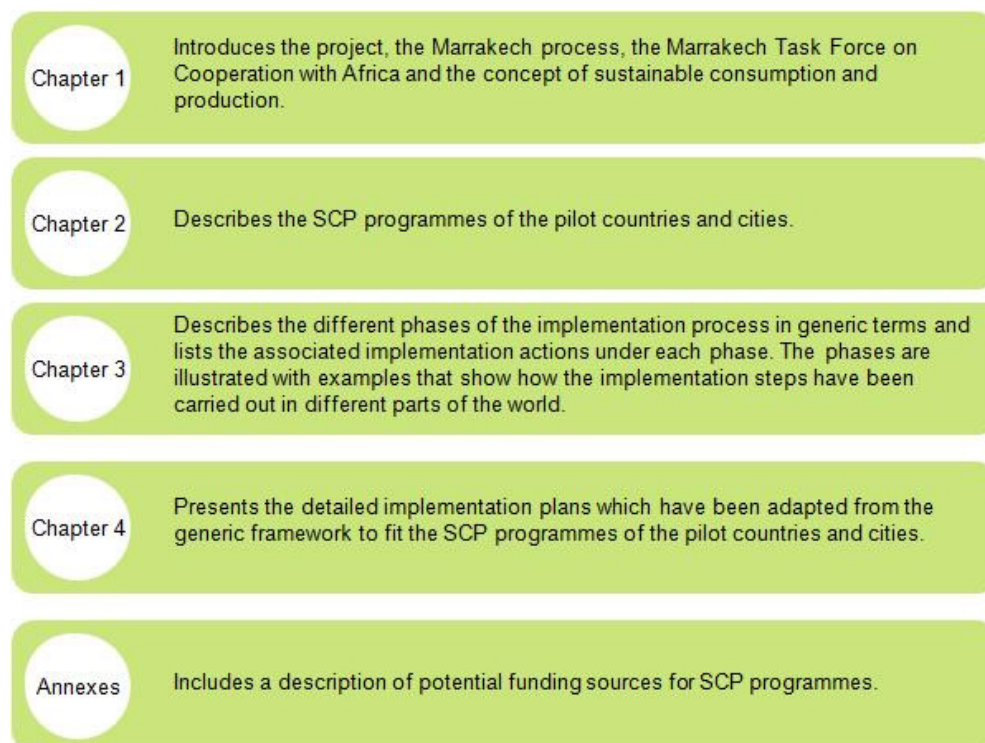 Chapter 1
Introduces the project, the Marrakech process, the Marrakech Task Force on
Cooperation with Africa and the concept of sustainable consumption and
production.
Chapter 2
Describes the SCP programmes of the pilot countries and cities.
Chapter 3
Describes the different phases of the implementation process in generic terms and
lists the associated implementation actions under each phase. The phases are
illustrated with examples that show how the implementation steps have been
carried out in different parts of the world.
Chapter 4
Presents the detailed implementation plans which have been adapted from the
generic framework to fit the SCP programmes of the pilot countries and cities.
Annexes
Includes a description of potential funding sources for SCP programmes.